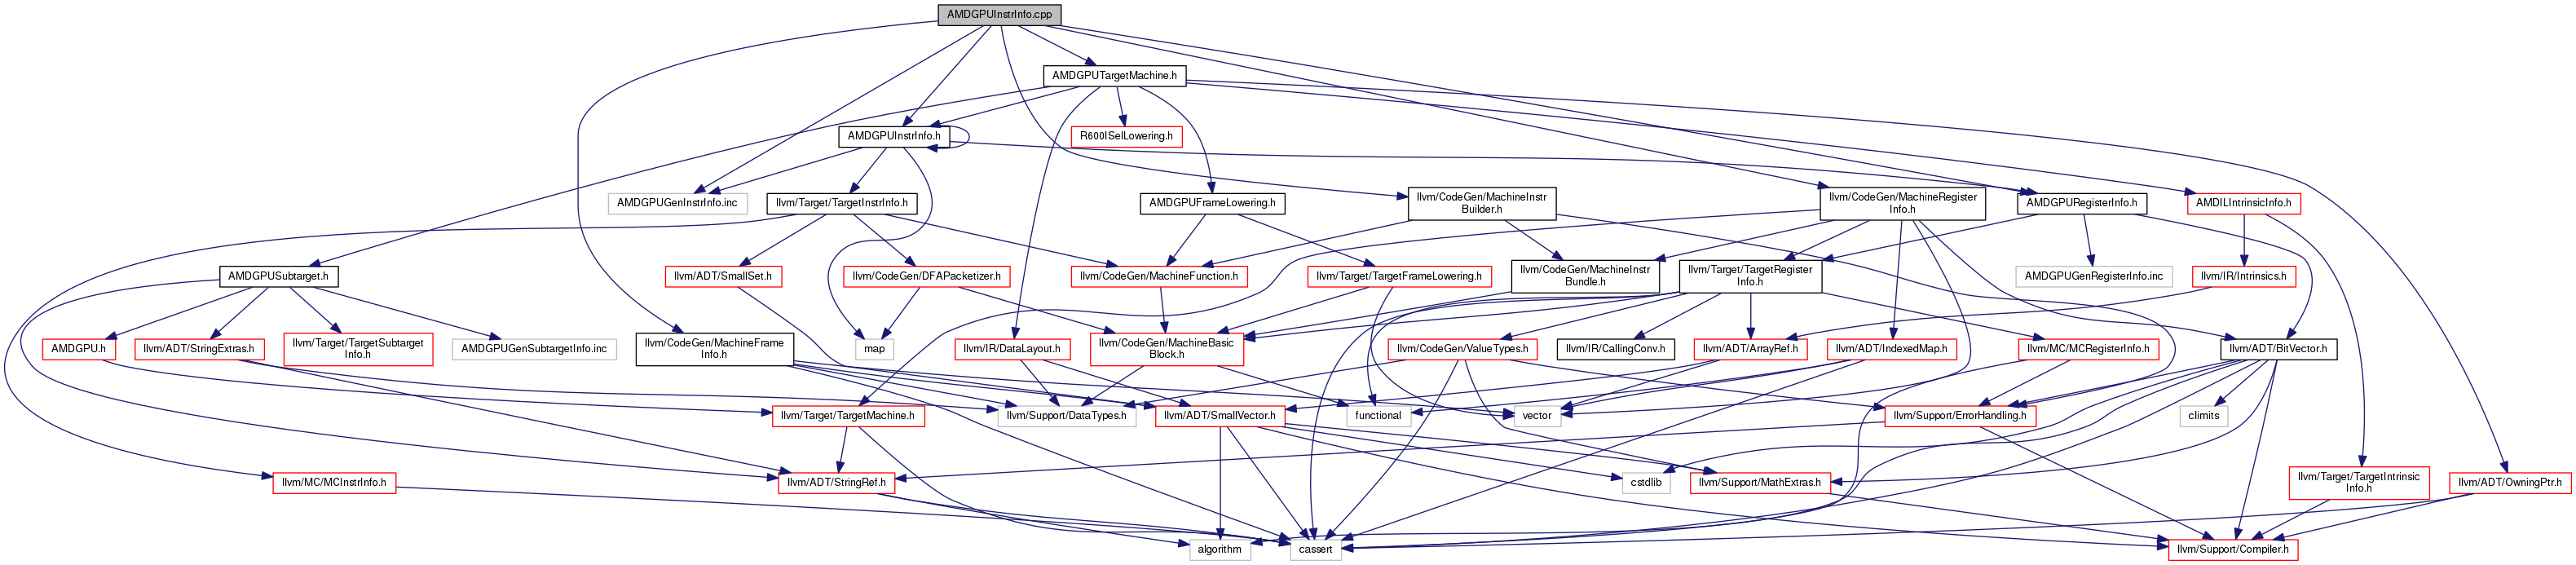 AMDGPUInstrInfo.cpp
AMDGPUTargetMachine.h
AMDGPUInstrInfo.h
R600ISelLowering.h
AMDGPUGenInstrInfo.inc
llvm/Target/TargetInstrInfo.h
AMDGPUFrameLowering.h
llvm/CodeGen/MachineInstr
Builder.h
llvm/CodeGen/MachineRegister
Info.h
AMDGPURegisterInfo.h
AMDILIntrinsicInfo.h
AMDGPUSubtarget.h
llvm/ADT/SmallSet.h
llvm/CodeGen/DFAPacketizer.h
llvm/CodeGen/MachineFunction.h
llvm/Target/TargetFrameLowering.h
llvm/CodeGen/MachineInstr
Bundle.h
llvm/Target/TargetRegister
Info.h
AMDGPUGenRegisterInfo.inc
llvm/IR/Intrinsics.h
AMDGPU.h
llvm/ADT/StringExtras.h
llvm/Target/TargetSubtarget
Info.h
AMDGPUGenSubtargetInfo.inc
llvm/CodeGen/MachineFrame
Info.h
map
llvm/IR/DataLayout.h
llvm/CodeGen/MachineBasic
Block.h
llvm/CodeGen/ValueTypes.h
llvm/IR/CallingConv.h
llvm/ADT/ArrayRef.h
llvm/ADT/IndexedMap.h
llvm/MC/MCRegisterInfo.h
llvm/ADT/BitVector.h
llvm/Target/TargetMachine.h
llvm/Support/DataTypes.h
llvm/ADT/SmallVector.h
functional
vector
llvm/Support/ErrorHandling.h
climits
llvm/MC/MCInstrInfo.h
llvm/ADT/StringRef.h
cstdlib
llvm/Support/MathExtras.h
llvm/Target/TargetIntrinsic
Info.h
llvm/ADT/OwningPtr.h
algorithm
cassert
llvm/Support/Compiler.h